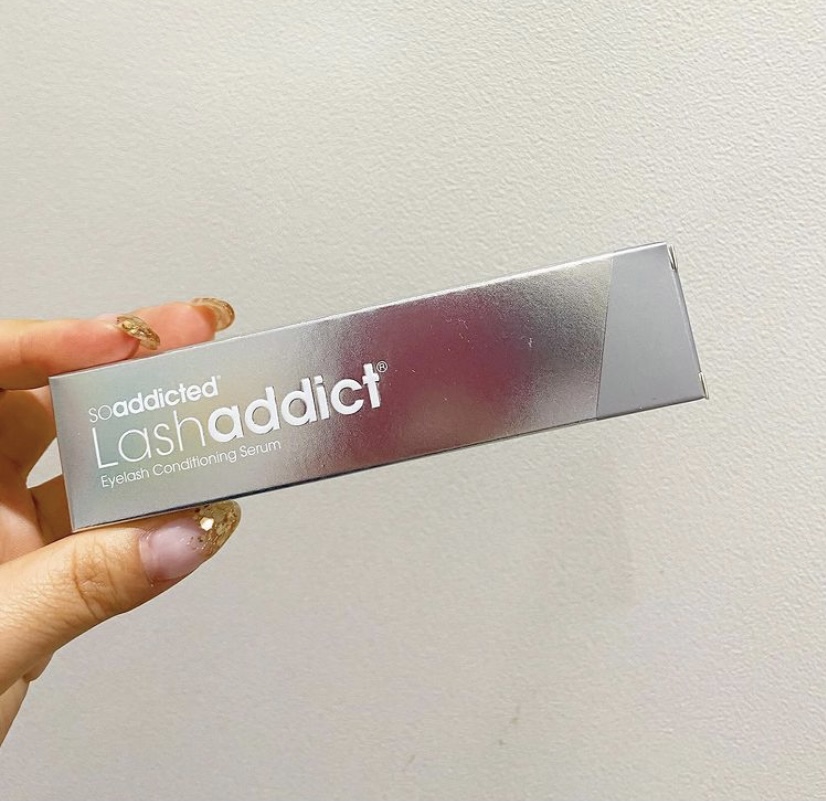 SOaddicted®
Lashaddict®
Eyelash Conditioning Serum